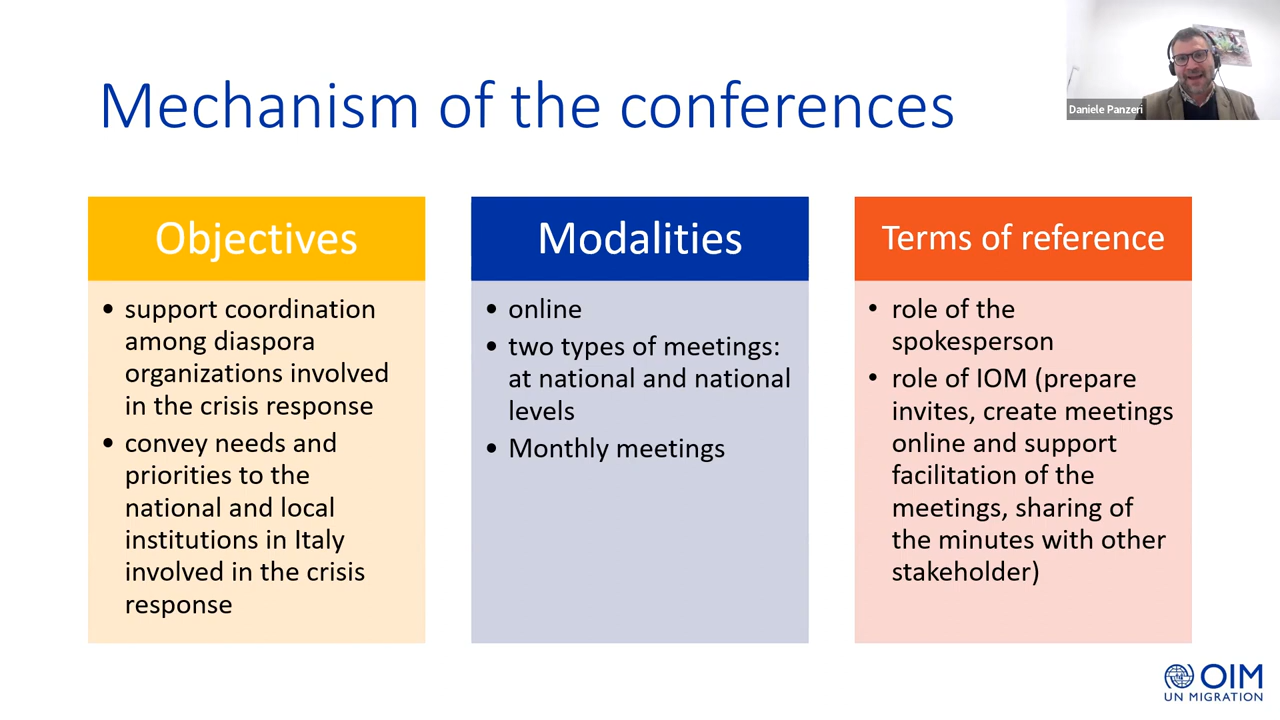 Mechanism of the conferences
Daniele Panzeri
Objectives
• support coordination
among diaspora
organizations involved
in the crisis response
• convey needs and
priorities to the
national and local
institutions in Italy
involved in the crisis
response
Modalities
• online
• two types of meetings:
at national and national
levels
• Monthly meetings
Terms of reference
• role of the
spokesperson
• role of IOM (prepare
invites, create meetings
online and support
facilitation of the
meetings, sharing of
the minutes with other
stakeholder)
OIM
UN MIGRATION